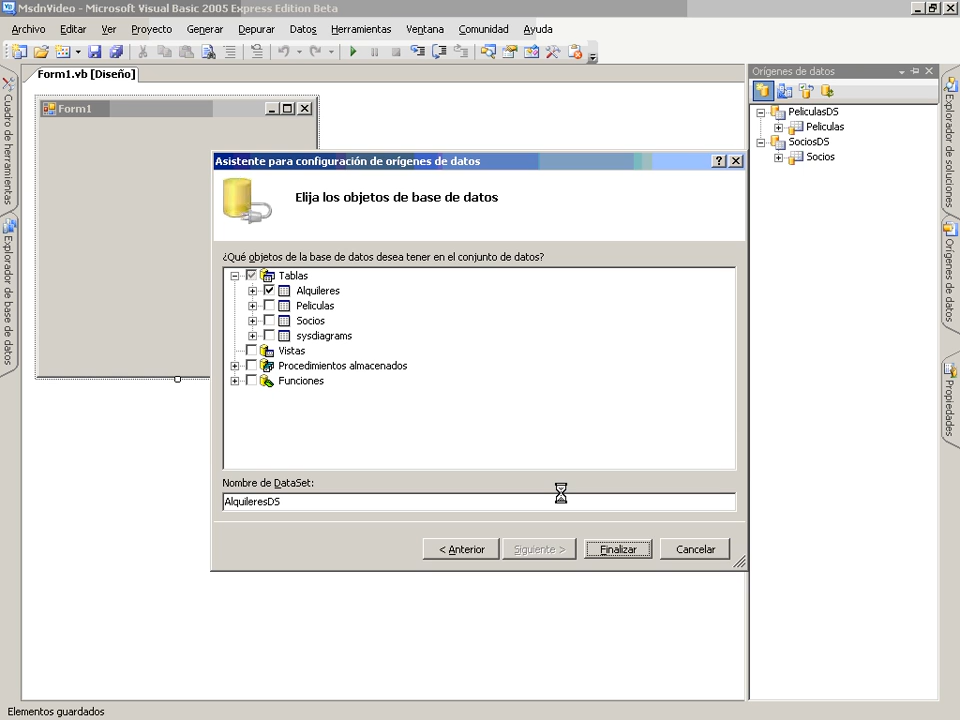 MsdnVideo - Microsoft Visual Basic 2005 Express Edition Beta
Archivo Editar Ver Proyecto Generar Depurar Datos Herramientas Ventana Comunidad Ayuda
Form1.vb [Diseño]
Orígenes de datos
Cuadro de herramientas
Explorador de base de datos
Form1
PeliculasDS
Peliculas
SociosDS
Socios
Explorador de soluciones
Orígenes de datos
Propiedades
Asistente para configuración de orígenes de datos
Elija los objetos de base de datos
¿Qué objetos de la base de datos desea tener en el conjunto de datos?
Tablas
Alquileres
Peliculas
Socios
sysdiagrams
Vistas
Procedimientos almacenados
Funciones
Nombre de DataSet:
AlquileresDS
< Anterior Siguiente > Finalizar Cancelar
Elementos guardados